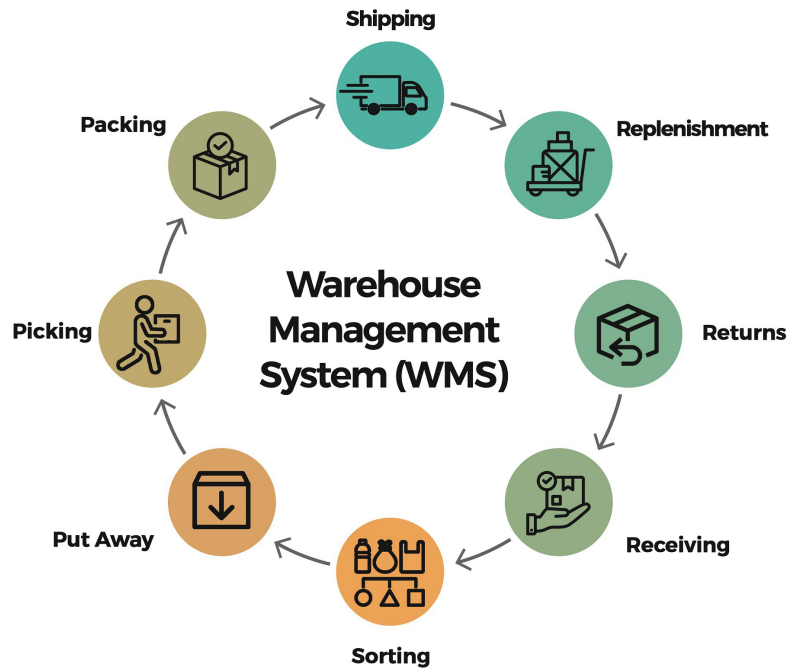 Shipping
Packing
Replenishment
Warehouse
Management
System (WMS)
Picking
Returns
Put Away
Receiving
Sorting